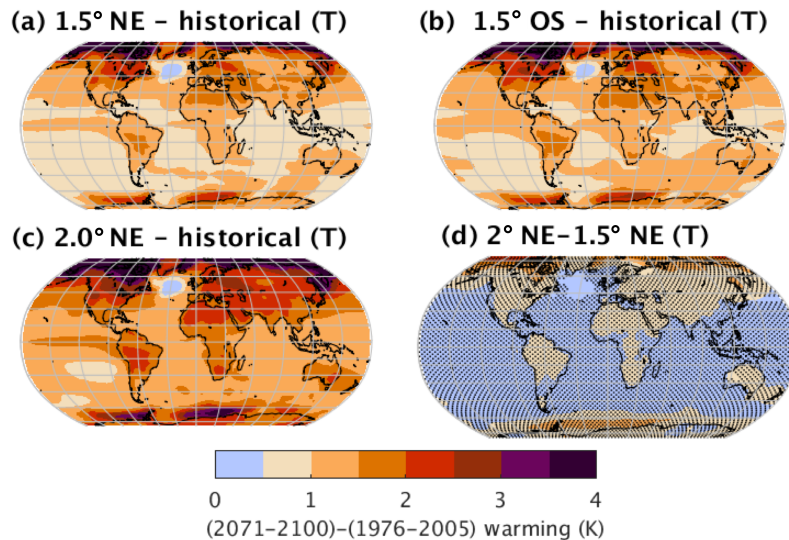 (a) 1.5° NE – historical (T)
(b) 1.5° OS – historical (T)
(c) 2.0° NE – historical (T)
(d) 2° NE–1.5° NE (T)
0 1 2 3 4
(2071–2100)–(1976–2005) warming (K)